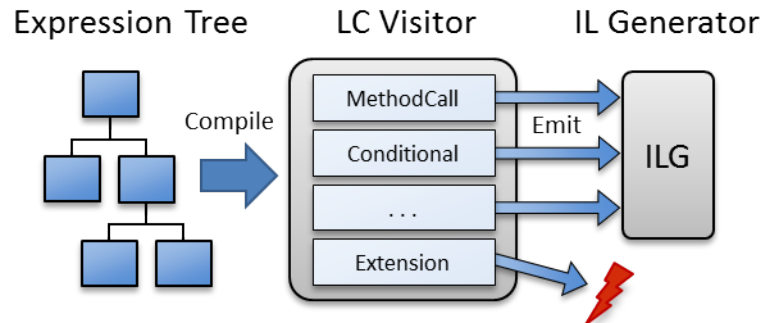 Expression Tree
LC Visitor
IL Generator
Compile
MethodCall
Conditional
. . .
Extension
Emit
ILG